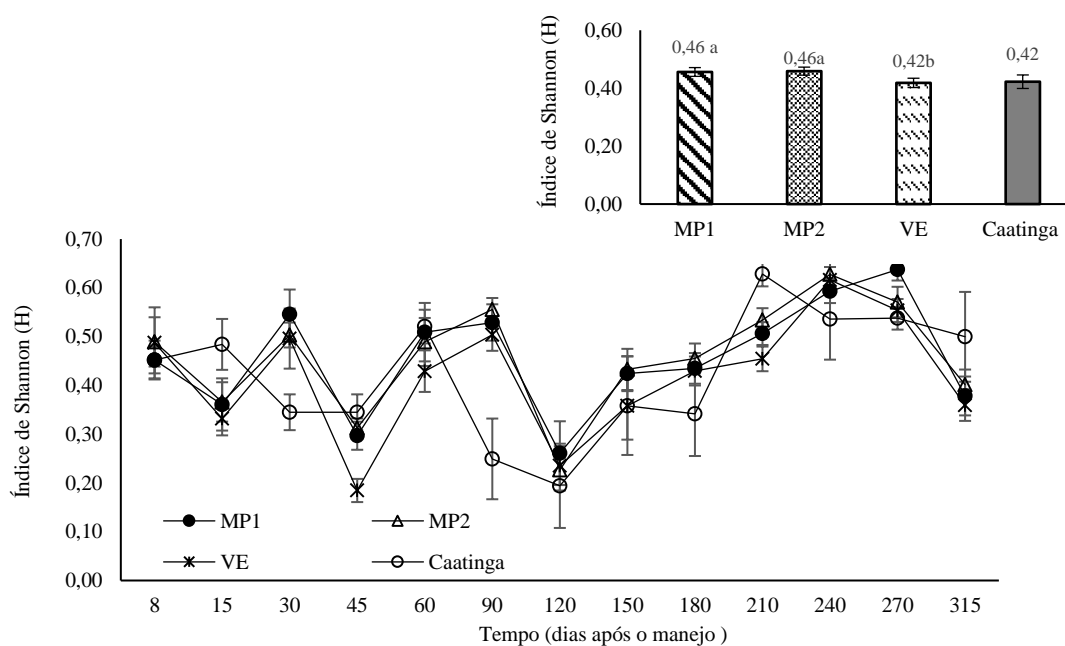 0,60
0,40
0,20
0,00
Índice de Shannon (H)
0,46 a
0,46a
0,42b
0,42
MP1
MP2
VE
Caatinga
0,70
0,60
0,50
0,40
0,30
0,20
0,10
0,00
Índice de Shannon (H)
MP1
MP2
VE
Caatinga
8 15 30 45 60 90 120 150 180 210 240 270 315
Tempo (dias após o manejo )